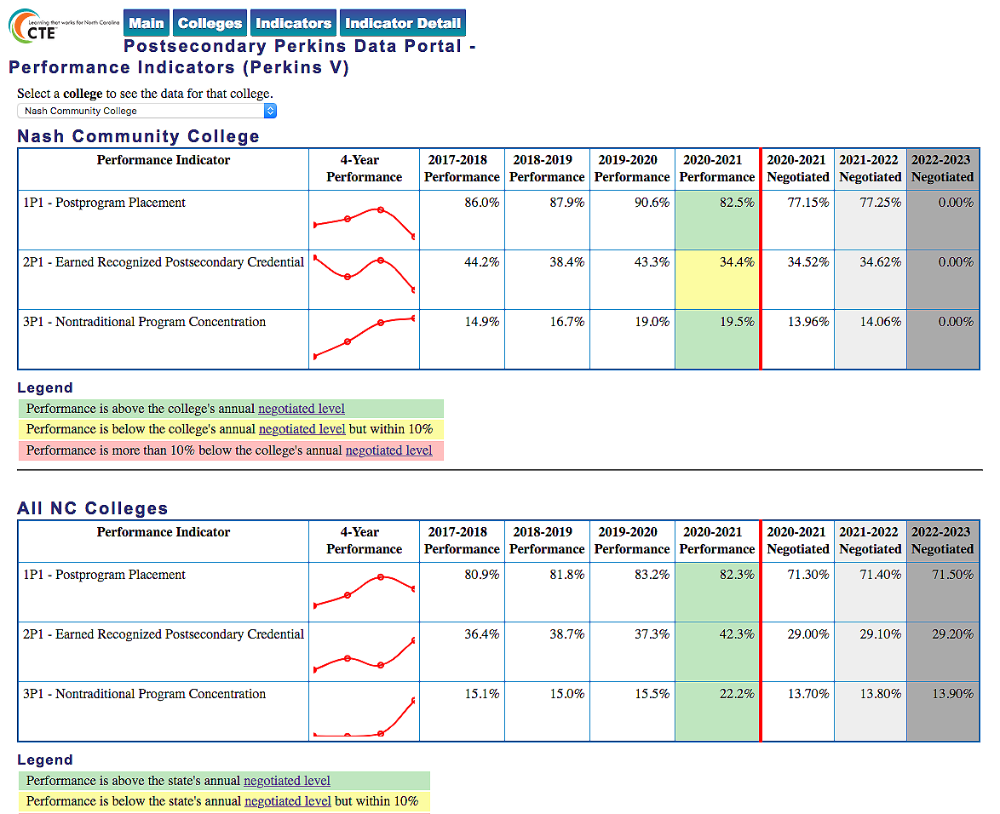 Learning that works for North Carolina
CTE™
Main Colleges Indicators Indicator Detail
Postsecondary Perkins Data Portal -
Performance Indicators (Perkins V)
Select a college to see the data for that college.
Nash Community College
Nash Community College
Performance Indicator 4-Year Performance 2017-2018 Performance 2018-2019 Performance 2019-2020 Performance 2020-2021 Performance 2020-2021 Negotiated 2021-2022 Negotiated 2022-2023 Negotiated
1P1 - Postprogram Placement 86.0% 87.9% 90.6% 82.5% 77.15% 77.25% 0.00%
2P1 - Earned Recognized Postsecondary Credential 44.2% 38.4% 43.3% 34.4% 34.52% 34.62% 0.00%
3P1 - Nontraditional Program Concentration 14.9% 16.7% 19.0% 19.5% 13.96% 14.06% 0.00%
Legend
Performance is above the college's annual negotiated level
Performance is below the college's annual negotiated level but within 10%
Performance is more than 10% below the college's annual negotiated level
All NC Colleges
Performance Indicator 4-Year Performance 2017-2018 Performance 2018-2019 Performance 2019-2020 Performance 2020-2021 Performance 2020-2021 Negotiated 2021-2022 Negotiated 2022-2023 Negotiated
1P1 - Postprogram Placement 80.9% 81.8% 83.2% 82.3% 71.30% 71.40% 71.50%
2P1 - Earned Recognized Postsecondary Credential 36.4% 38.7% 37.3% 42.3% 29.00% 29.10% 29.20%
3P1 - Nontraditional Program Concentration 15.1% 15.0% 15.5% 22.2% 13.70% 13.80% 13.90%
Legend
Performance is above the state's annual negotiated level
Performance is below the state's annual negotiated level but within 10%